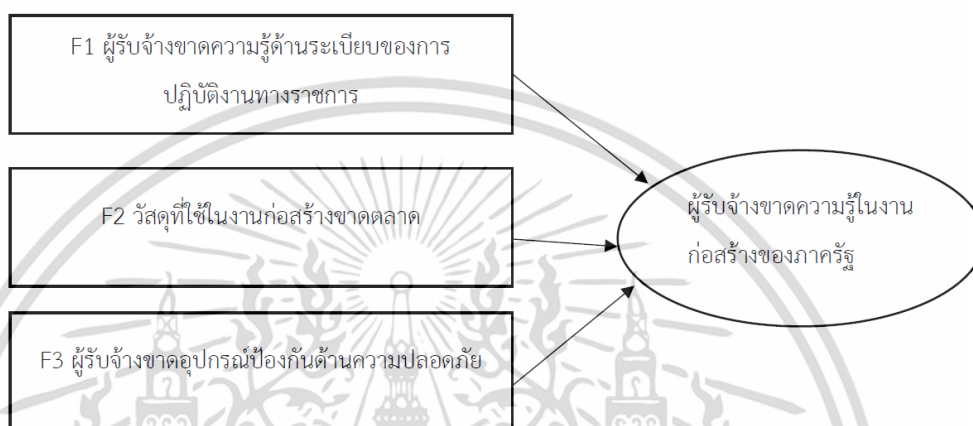 F1 ผู้รับจ้างขาดความรู้ด้านระเบียบของการ
ปฏิบัติงานทางราชการ
F2 วัสดุที่ใช้ในงานก่อสร้างขาดตลาด
ผู้รับจ้างขาดความรู้ในงาน
ก่อสร้างของภาครัฐ
F3 ผู้รับจ้างขาดอุปกรณ์ป้องกันด้านความปลอดภัย